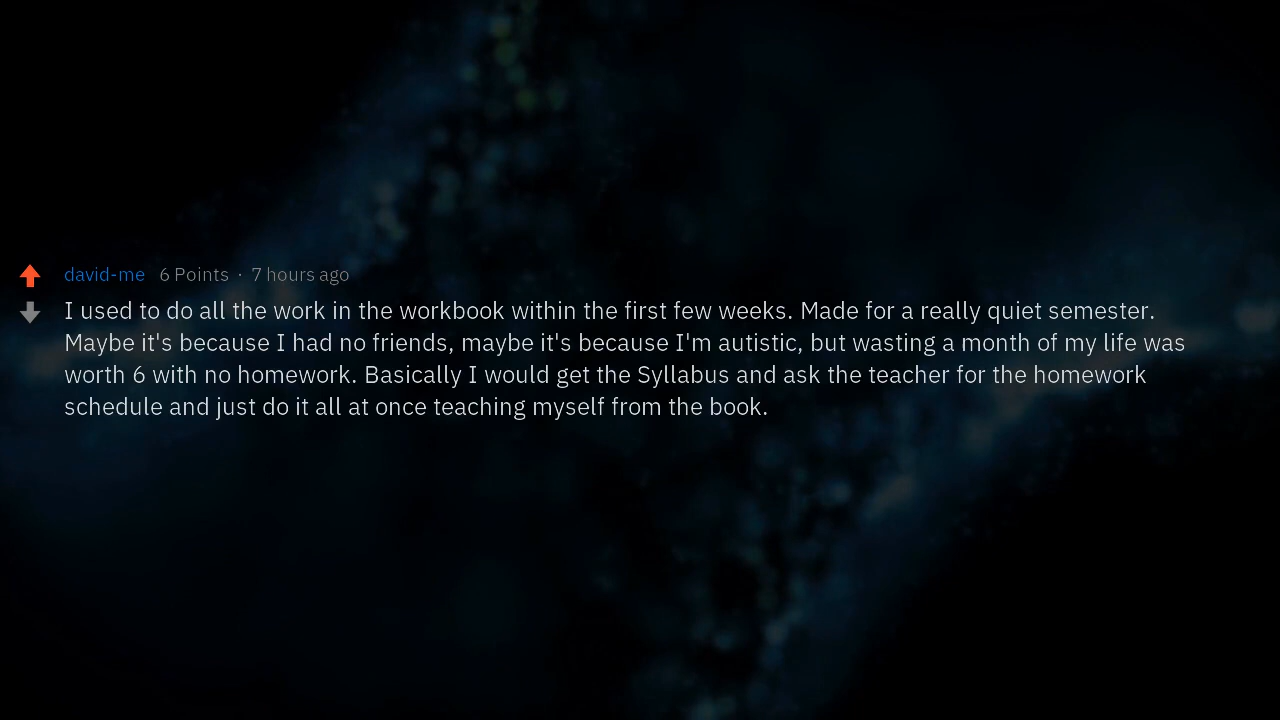 david-me 6 Points · 7 hours ago
I used to do all the work in the workbook within the first few weeks. Made for a really quiet semester.
Maybe it's because I had no friends, maybe it's because I'm autistic, but wasting a month of my life was
worth 6 with no homework. Basically I would get the Syllabus and ask the teacher for the homework
schedule and just do it all at once teaching myself from the book.